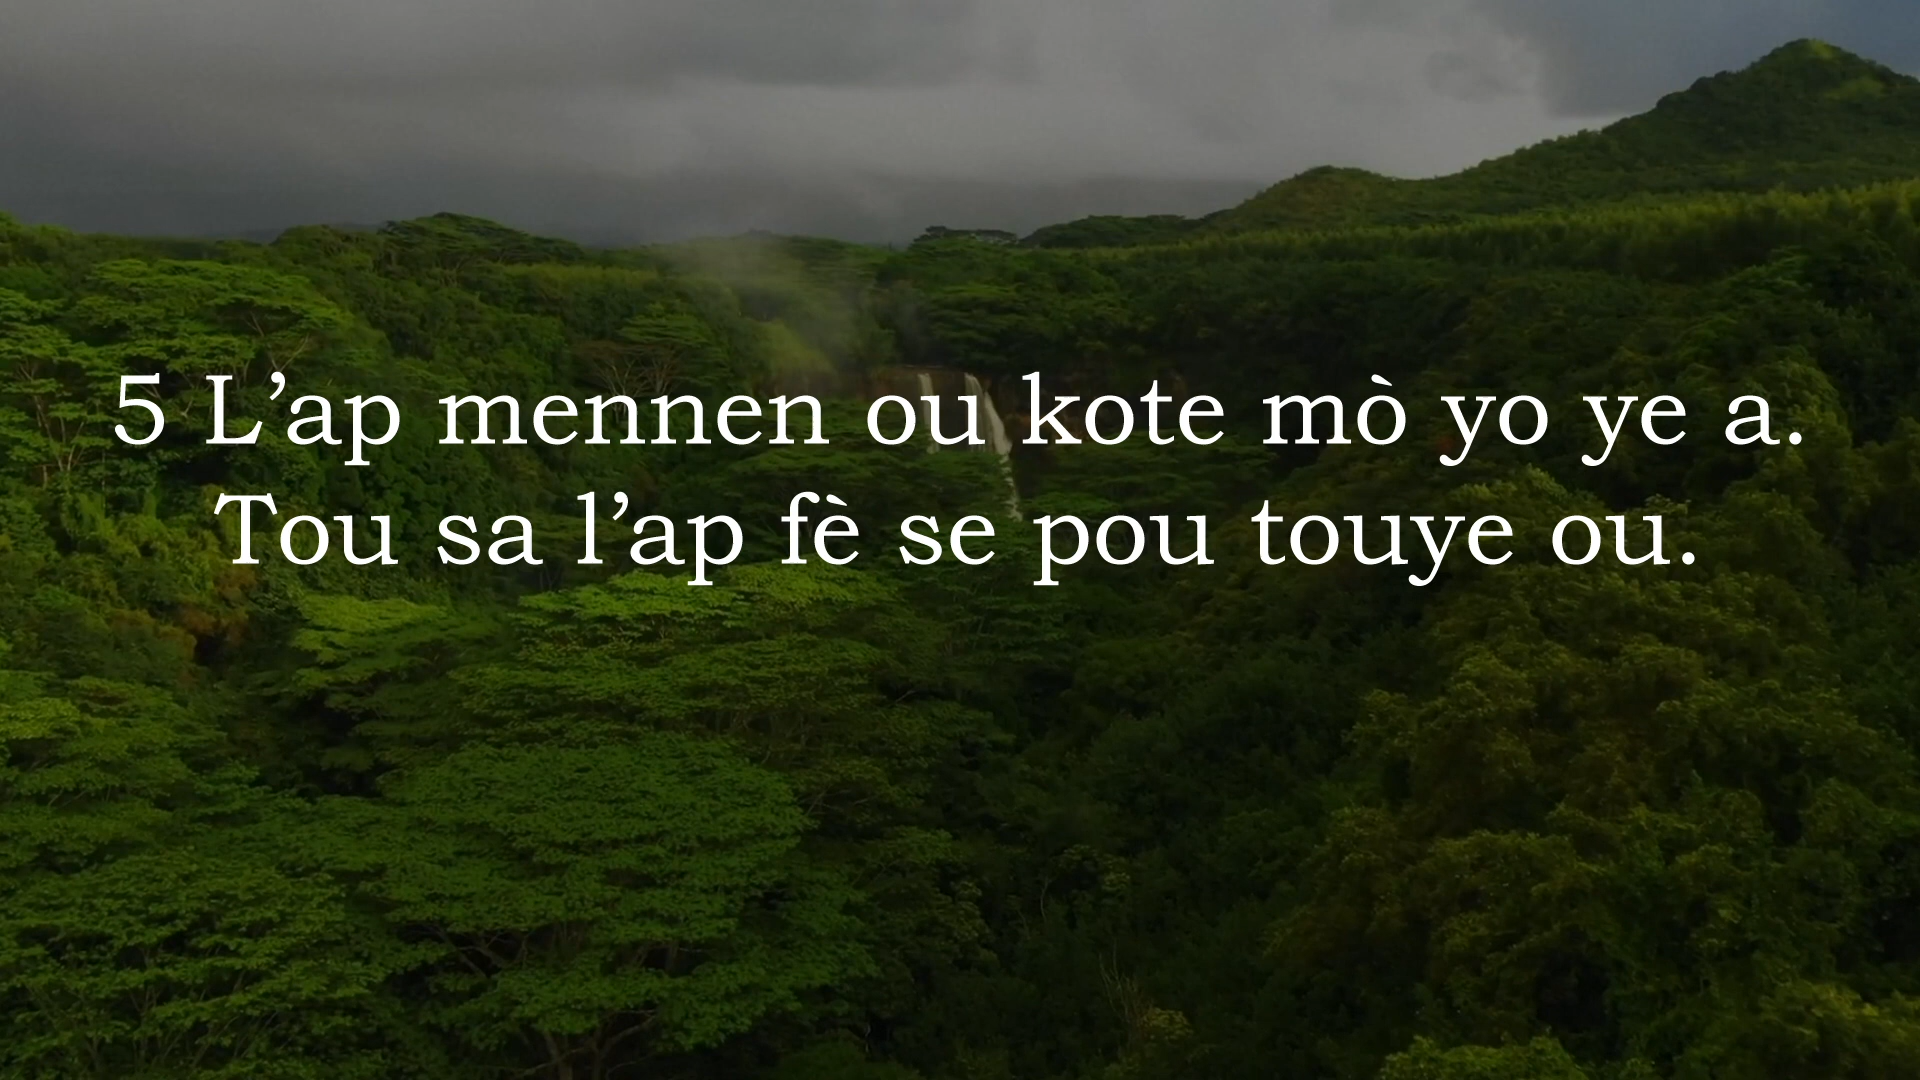 5 L’ap mennen ou kote mò yo ye a.
Tou sa l’ap fè se pou touye ou.